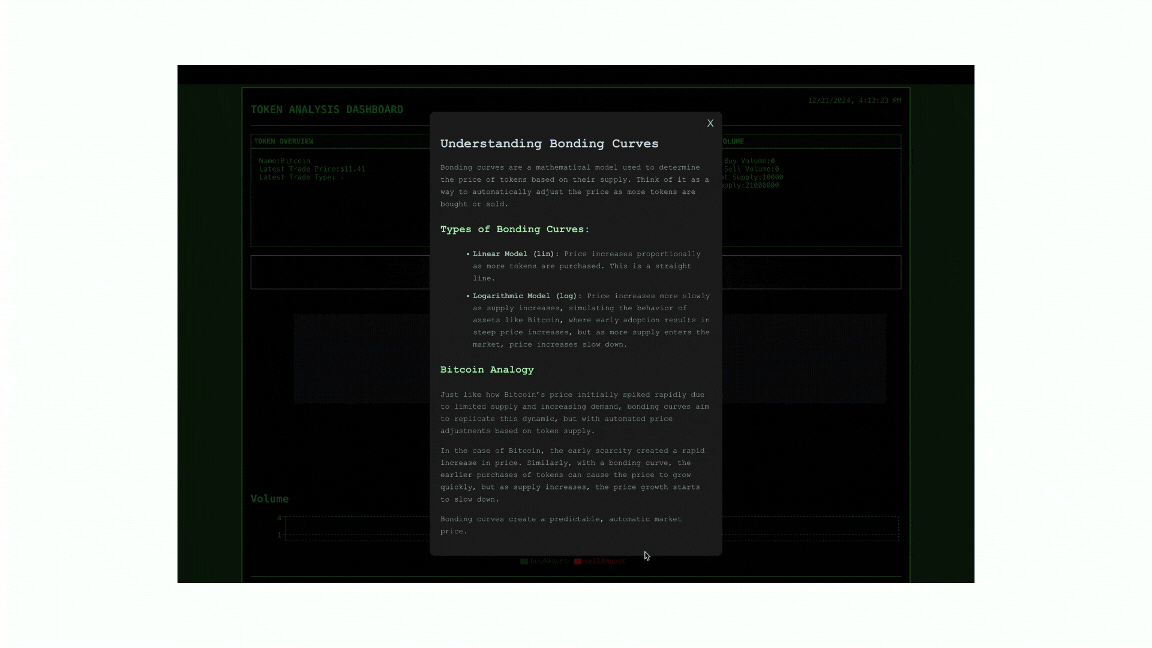 12/21/2024, 4:12:23 PM
TOKEN ANALYSIS DASHBOARD
X
TOKEN OVERVIEW
OLUME
Name:Bitcoin
Latest Trade Price:$11.41
Latest Trade Type:
Buy Volume:0
Sell Volume:0
t Supply:10000
pply:21000000
Understanding Bonding Curves
Bonding curves are a mathematical model used to determine
the price of tokens based on their supply. Think of it as a
way to automatically adjust the price as more tokens are
bought or sold.
Types of Bonding Curves:
• Linear Model (lin): Price increases proportionally
as more tokens are purchased. This is a straight
line.
• Logarithmic Model (log): Price increases more slowly
as supply increases, simulating the behavior of
assets like Bitcoin, where early adoption results in
steep price increases, but as more supply enters the
market, price increases slow down.
Bitcoin Analogy
Just like how Bitcoin's price initially spiked rapidly due
to limited supply and increasing demand, bonding curves aim
to replicate this dynamic, but with automated price
adjustments based on token supply.
In the case of Bitcoin, the early scarcity created a rapid
increase in price. Similarly, with a bonding curve, the
earlier purchases of tokens can cause the price to grow
quickly, but as supply increases, the price growth starts
to slow down.
Bonding curves create a predictable, automatic market
price.
Volume
4
1
buyAmount sellAmount